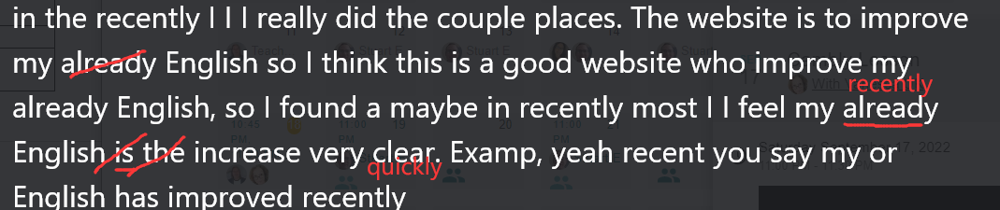 in the recently I I I really did the couple places. The website is to improve
my already English so I think this is a good website who improve my
recently
already English, so I found a maybe in recently most I I feel my already
English is the increase very clear. Examp, yeah recent you say my or
quickly
English has improved recently